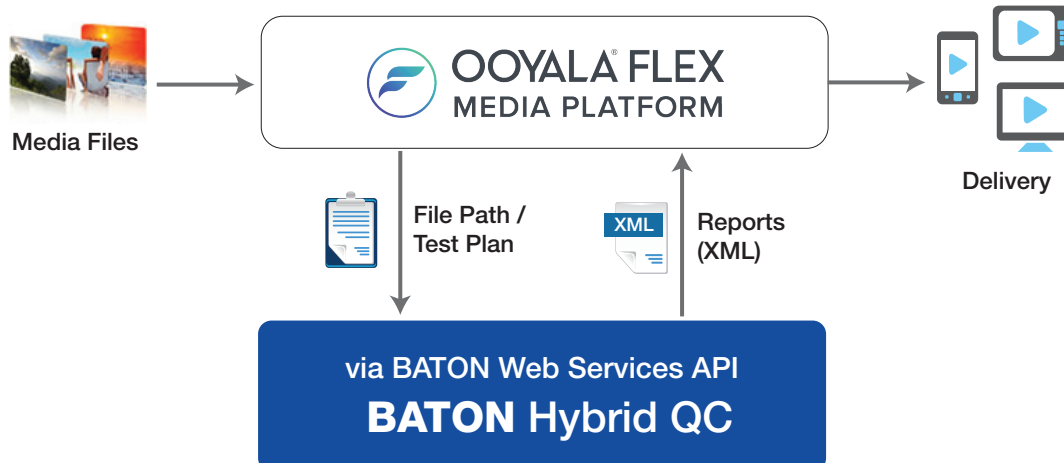 OOYALA® FLEX
MEDIA PLATFORM
Media Files
Delivery
File Path /
Test Plan
XML
Reports
(XML)
via BATON Web Services API
BATON Hybrid QC